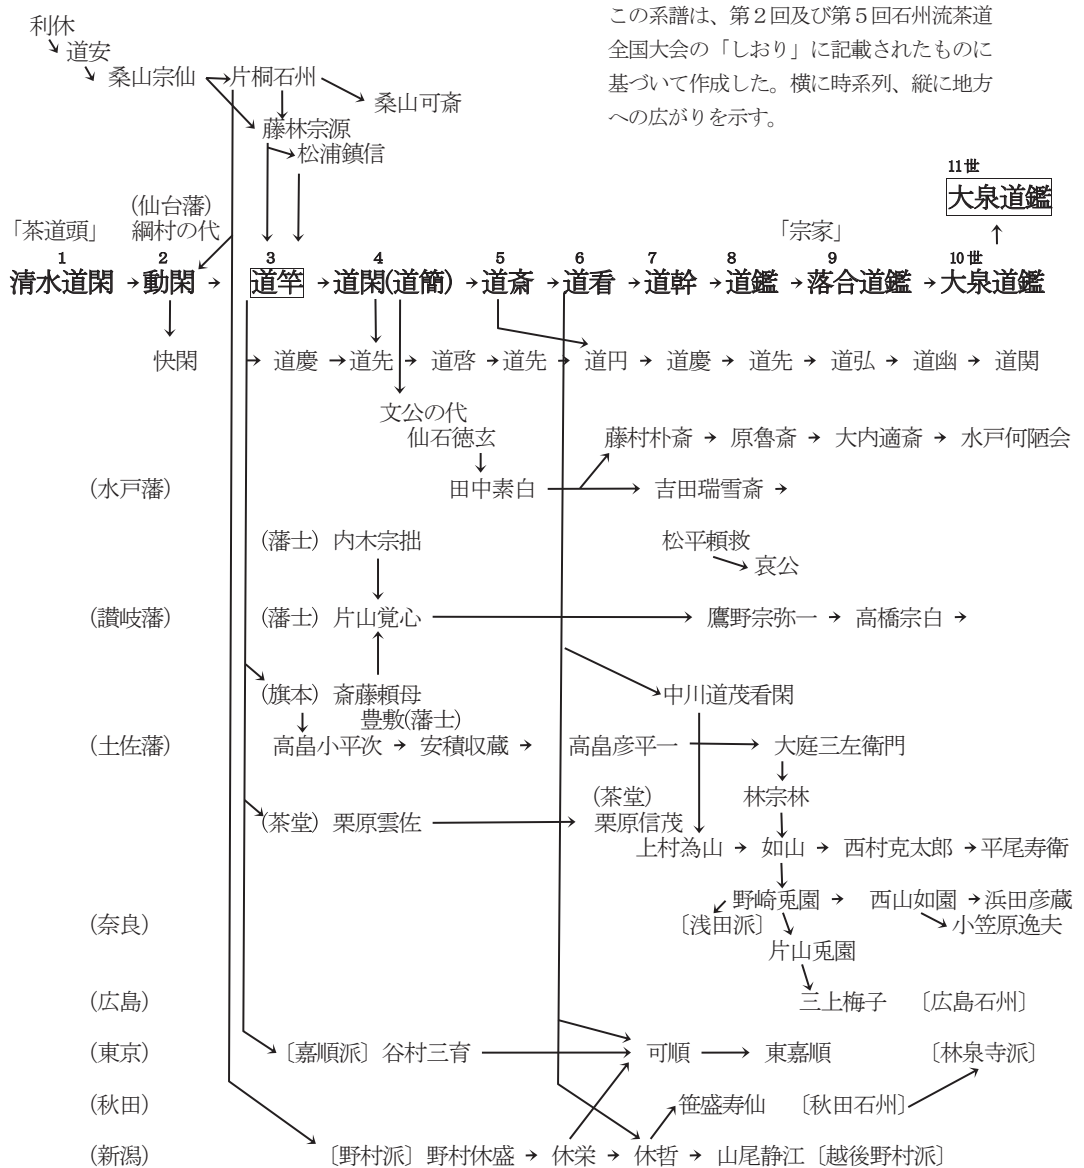 この系譜は、第２回及び第５回石州流茶道
全国大会の「しおり」に記載されたものに
基づいて作成した。横に時系列、縦に地方
への広がりを示す。
利休
道安
桑山宗仙 片桐石州
桑山可斎
藤林宗源
松浦鎮信
11世
大泉道鑑
(仙台藩)
「茶道頭」 綱村の代 「宗家」
1 2 3 4 5 6 7 8 9 10世
清水道閑 動閑 道竿 道閑(道簡) 道斎 道看 道幹 道鑑 落合道鑑 大泉道鑑
快閑 道慶 道先 道啓 道先 道円 道慶 道先 道弘 道幽 道関
文公の代
仙石徳玄 藤村朴斎 原魯斎 大内適斎 水戸何陋会
(水戸藩) 田中素白 吉田瑞雪斎
(藩士) 内木宗拙 松平頼救
哀公
(讃岐藩) (藩士) 片山覚心 鷹野宗弥一 高橋宗白
(旗本) 斎藤頼母 中川道茂看閑
豊敷(藩士)
(土佐藩) 高畠小平次 安積収蔵 高畠彦平一 大庭三左衛門
(茶堂) 林宗林
(茶堂) 栗原雲佐 栗原信茂
上村為山 如山 西村克太郎 平尾寿衛
野崎兎園 西山如園 浜田彦蔵
(奈良) 〔浅田派〕 小笠原逸夫
片山兎園
(広島) 三上梅子 〔広島石州〕
(東京) 〔嘉順派〕谷村三育 可順 東嘉順 〔林泉寺派〕
(秋田) 笹盛寿仙 〔秋田石州〕
(新潟) 〔野村派〕野村休盛 休栄 休哲 山尾静江〔越後野村派〕